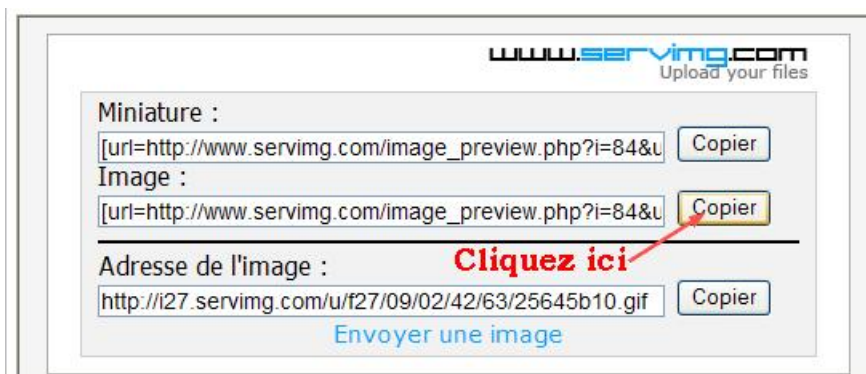 www.servimg.com
Upload your files
Miniature :
[url=http://www.servimg.com/image_preview.php?i=84&u Copier
Image :
[url=http://www.servimg.com/image_preview.php?i=84&u Copier
Cliquez ici
Adresse de l'image :
http://i27.servimg.com/u/f27/09/02/42/63/25645b10.gif Copier
Envoyer une image